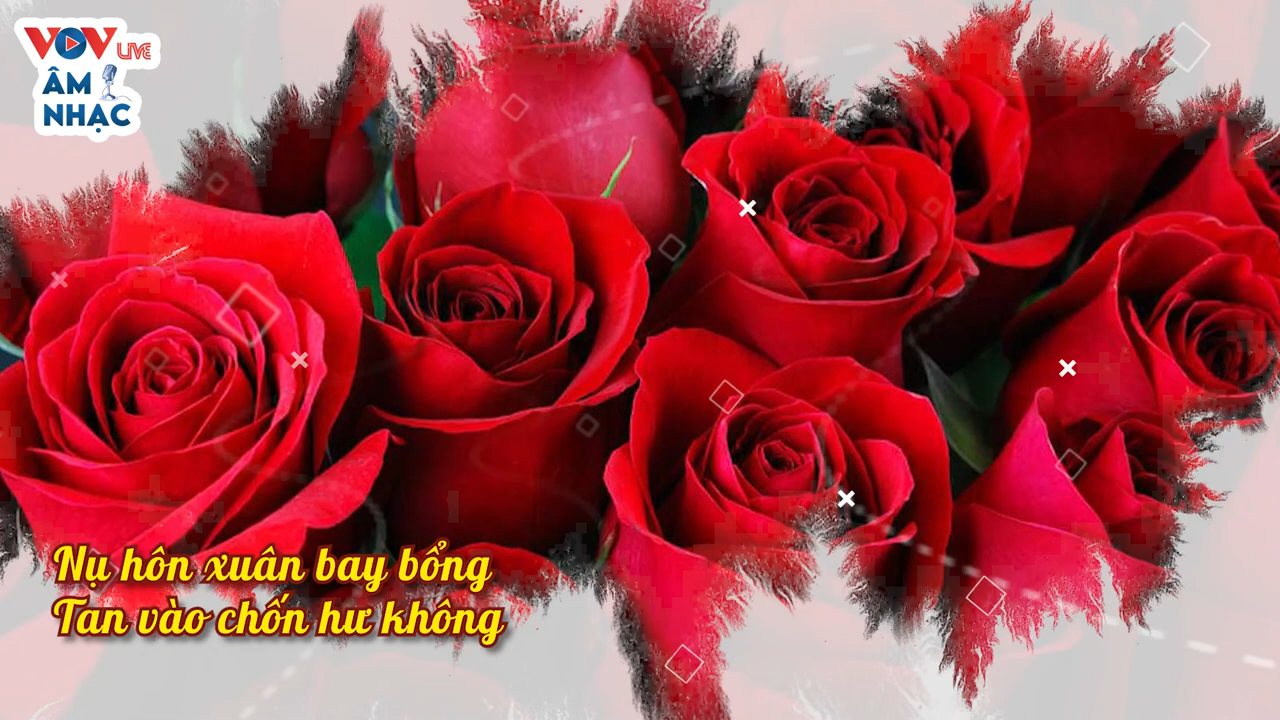 VOV LIVE
ÂM
NHẠC
Nụ hôn xuân bay bổng
Tan vào chốn hư không